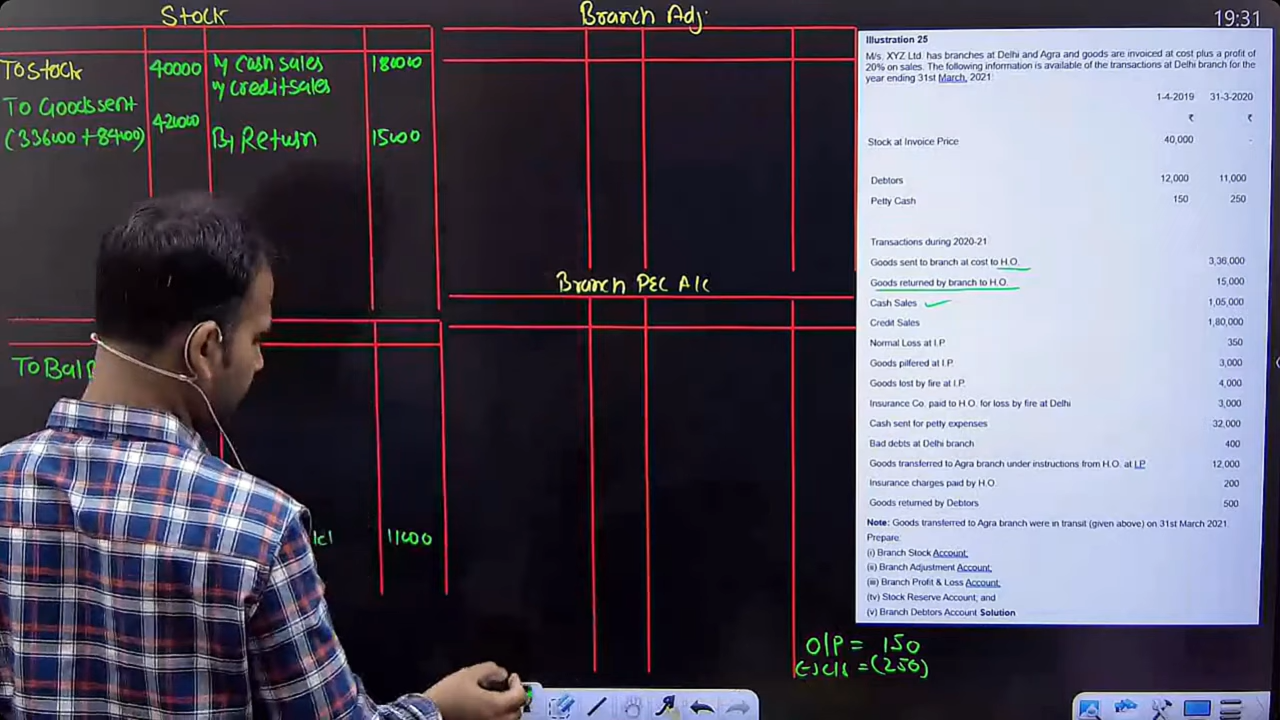 Stock
To stock 40000 By Cash sales 180000
By credit sales
To Goods sent 420000
(336000 + 84000) By Return 15000
To Bal
11000
Branch Adj.
Branch P&L A/c
O/P = 150
(-) c/s = (250)
19:31
Illustration 25
M/s. XYZ Ltd. has branches at Delhi and Agra and goods are invoiced at cost plus a profit of
20% on sales. The following information is available of the transactions at Delhi branch for the
year ending 31st March, 2021:
1-4-2019 31-3-2020
₹ ₹
Stock at Invoice Price 40,000 -
Debtors 12,000 11,000
Petty Cash 150 250
Transactions during 2020-21
Goods sent to branch at cost to H.O. 3,36,000
Goods returned by branch to H.O. 15,000
Cash Sales 1,05,000
Credit Sales 1,80,000
Normal Loss at I.P. 350
Goods pilfered at I.P. 3,000
Goods lost by fire at I.P. 4,000
Insurance Co. paid to H.O. for loss by fire at Delhi 3,000
Cash sent for petty expenses 32,000
Bad debts at Delhi branch 400
Goods transferred to Agra branch under instructions from H.O. at I.P 12,000
Insurance charges paid by H.O. 200
Goods returned by Debtors 500
Note: Goods transferred to Agra branch were in transit (given above) on 31st March 2021.
Prepare:
(i) Branch Stock Account;
(ii) Branch Adjustment Account;
(iii) Branch Profit & Loss Account;
(iv) Stock Reserve Account; and
(v) Branch Debtors Account Solution